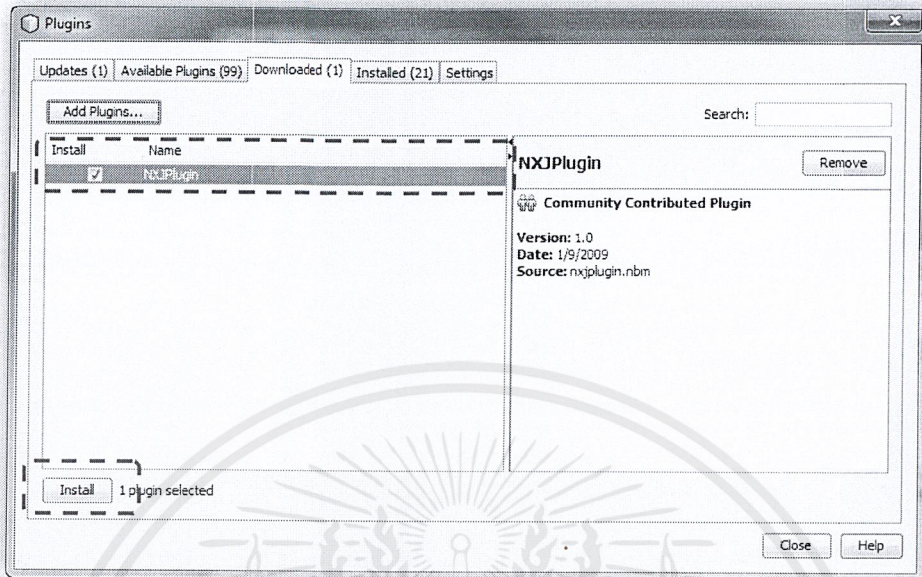 Plugins
Updates (1) Available Plugins (99) Downloaded (1) Installed (21) Settings
Add Plugins... Search:
Install Name
NXJPlugin
NXJPlugin Remove
Community Contributed Plugin
Version: 1.0
Date: 1/9/2009
Source: nxjplugin.nbm
Install 1 plugin selected
Close Help